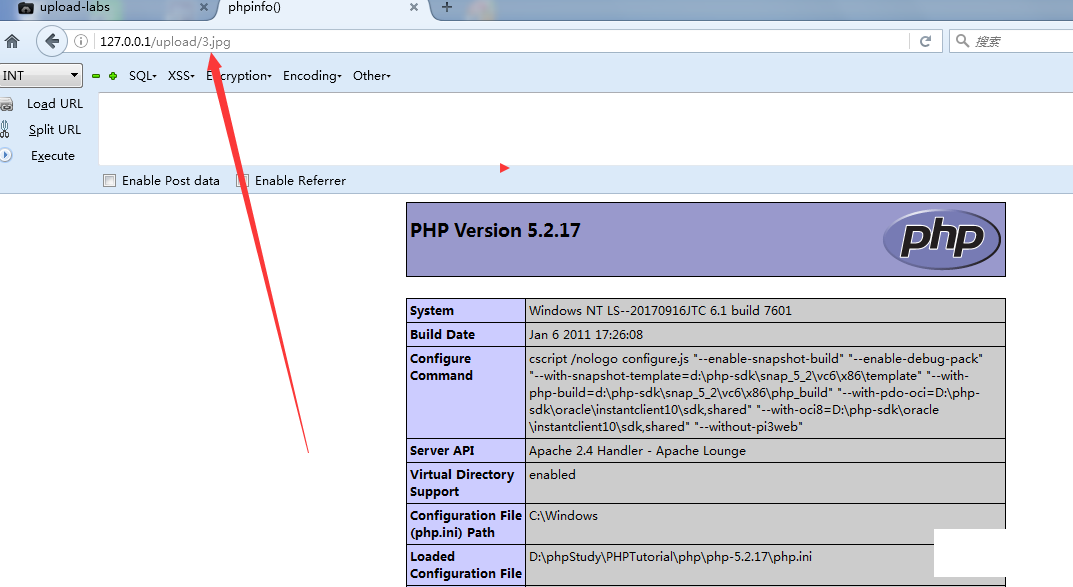 upload-labs
phpinfo()
127.0.0.1/upload/3.jpg
搜索
INT
SQL
XSS
Encryption
Encoding
Other
Load URL
Split URL
Execute
Enable Post data
Enable Referrer
PHP Version 5.2.17
php
System
Windows NT LS--20170916JTC 6.1 build 7601
Build Date
Jan 6 2011 17:26:08
Configure
Command
cscript /nologo configure.js "--enable-snapshot-build" "--enable-debug-pack"
"--with-snapshot-template=d:\php-sdk\snap_5_2\vc6\x86\template" "--with-
php-build=d:\php-sdk\snap_5_2\vc6\x86\php_build" "--with-pdo-oci=D:\php-
sdk\oracle\instantclient10\sdk,shared" "--with-oci8=D:\php-sdk\oracle
\instantclient10\sdk,shared" "--without-pi3web"
Server API
Apache 2.4 Handler - Apache Lounge
Virtual Directory
Support
enabled
Configuration File
(php.ini) Path
C:\Windows
Loaded
Configuration File
D:\phpStudy\PHPTutorial\php\php-5.2.17\php.ini